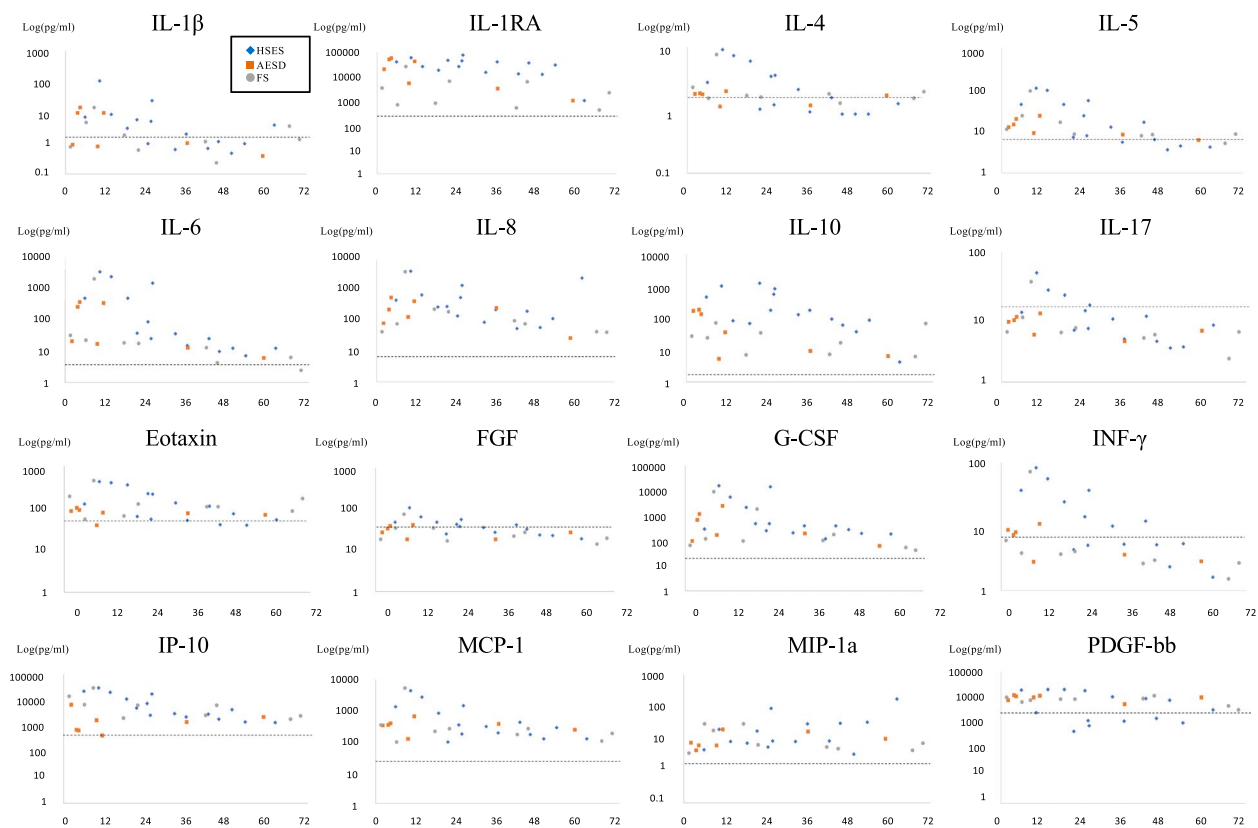 IL-1β
IL-1RA
IL-4
IL-5
Log(pg/ml)
Log(pg/ml)
Log(pg/ml)
Log(pg/ml)
HSES
AESD
FS
1000
100
10
1
0.1
0 12 24 36 48 60 72
100000
10000
1000
100
10
1
0 12 24 36 48 60 72
10
1
0.1
0 12 24 36 48 60 72
1000
100
10
1
0 12 24 36 48 60 72
IL-6
IL-8
IL-10
IL-17
Log(pg/ml)
Log(pg/ml)
Log(pg/ml)
Log(pg/ml)
10000
1000
100
10
1
0 12 24 36 48 60 72
10000
1000
100
10
1
0 12 24 36 48 60 72
10000
1000
100
10
1
0 12 24 36 48 60 72
100
10
1
0 12 24 36 48 60 72
Eotaxin
FGF
G-CSF
INF-γ
Log(pg/ml)
Log(pg/ml)
Log(pg/ml)
Log(pg/ml)
1000
100
10
1
0 12 24 36 48 60 72
1000
100
10
1
0 12 24 36 48 60 72
100000
10000
1000
100
10
1
0 12 24 36 48 60 72
100
10
1
0 12 24 36 48 60 72
IP-10
MCP-1
MIP-1a
PDGF-bb
Log(pg/ml)
Log(pg/ml)
Log(pg/ml)
Log(pg/ml)
100000
10000
1000
100
10
1
0 12 24 36 48 60 72
10000
1000
100
10
1
0 12 24 36 48 60 72
1000
100
10
1
0.1
0 12 24 36 48 60 72
100000
10000
1000
100
10
1
0 12 24 36 48 60 72